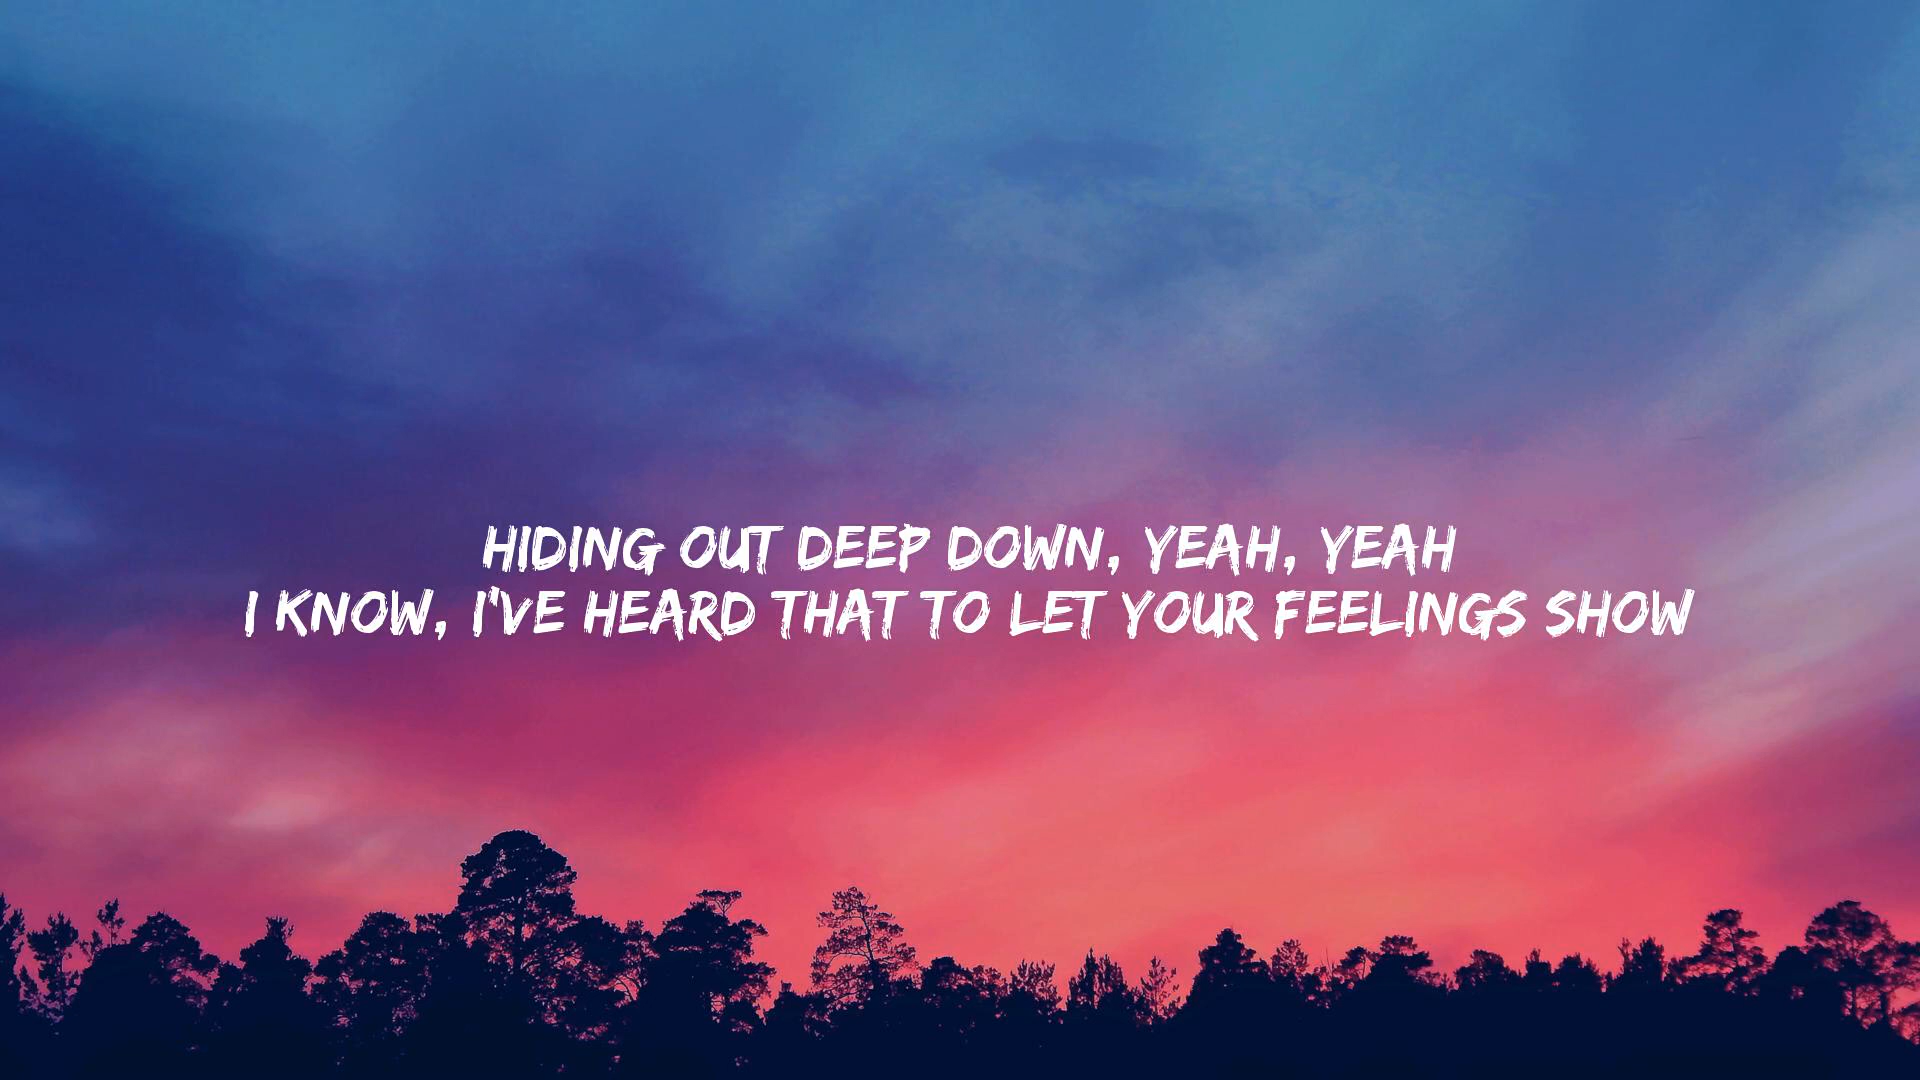 HIDING OUT DEEP DOWN, YEAH, YEAH
I KNOW, I'VE HEARD THAT TO LET YOUR FEELINGS SHOW